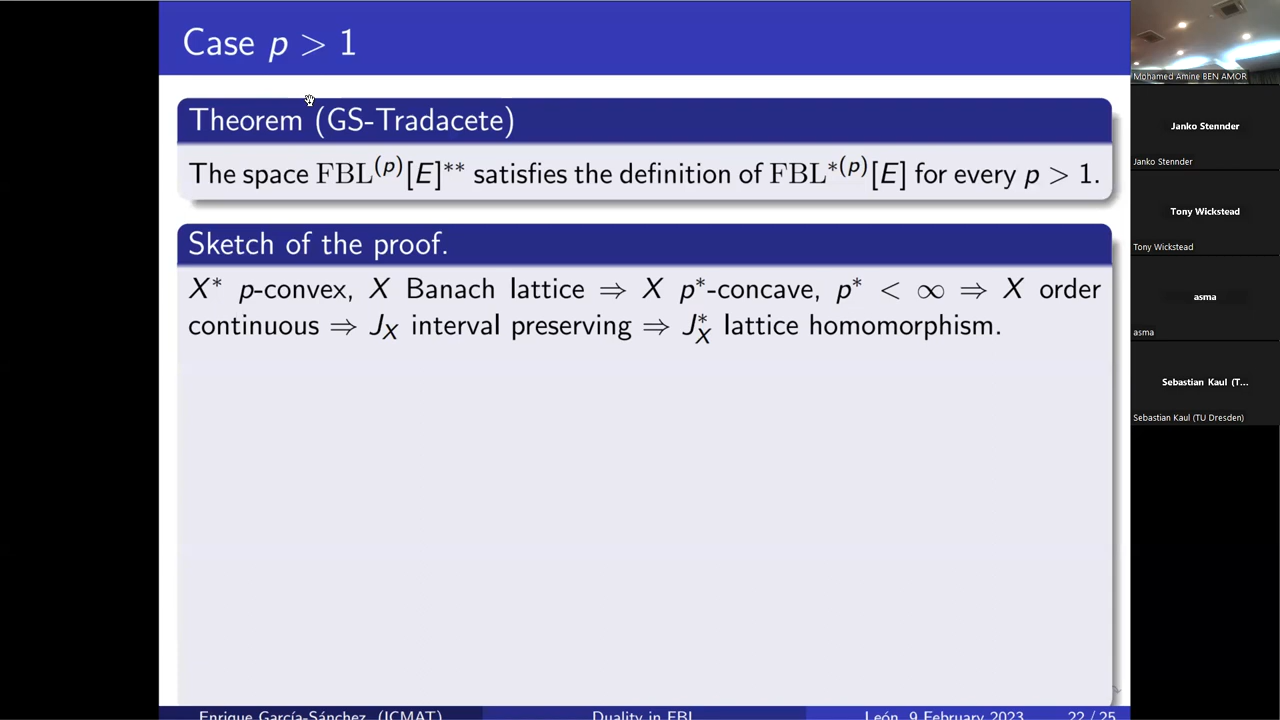 Case p > 1
Theorem (GS-Tradacete)
The space FBL^(p)[E]** satisfies the definition of FBL*^(p)[E] for every p > 1.
Sketch of the proof.
X* p-convex, X Banach lattice ⇒ X p*-concave, p* < ∞ ⇒ X order
continuous ⇒ J_X interval preserving ⇒ J*_X lattice homomorphism.
Enrique García-Sánchez (ICMAT)
Duality in FBL
León, 9 February 2023
22 / 25
Mohamed Amine BEN AMOR
Janko Stennder
Janko Stennder
Tony Wickstead
Tony Wickstead
asma
asma
Sebastian Kaul (T...
Sebastian Kaul (TU Dresden)